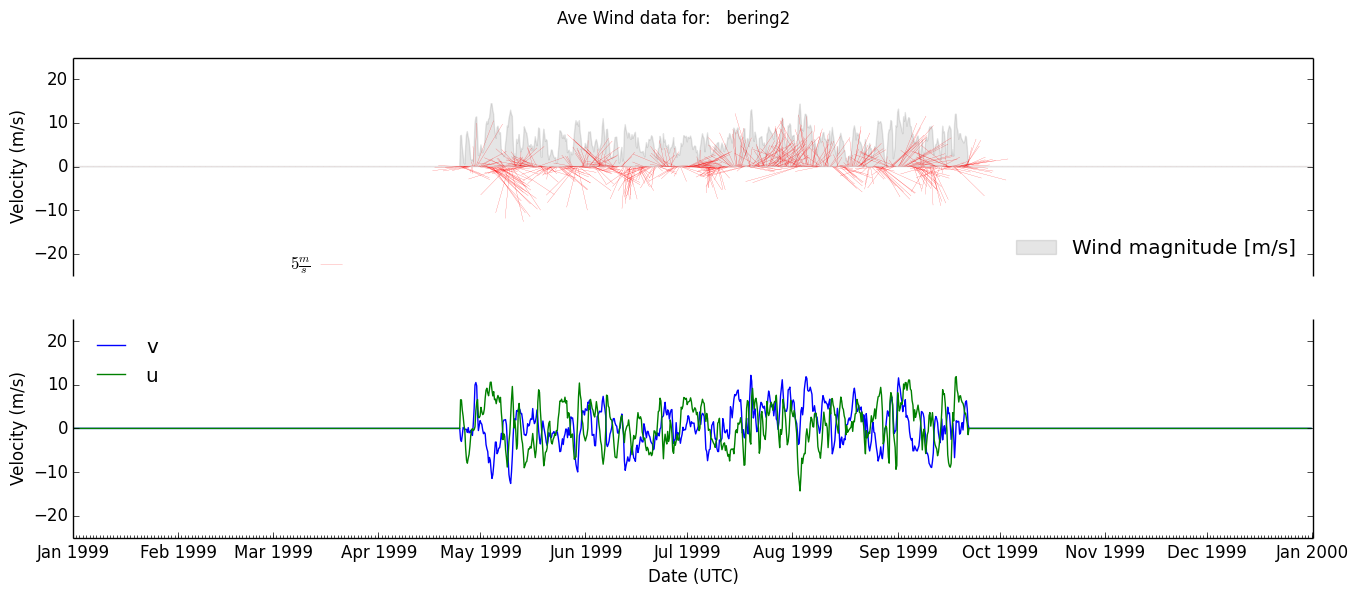 Ave Wind data for:   bering2
Velocity (m/s)
20
10
0
−10
−20
5 m/s
Wind magnitude [m/s]
Velocity (m/s)
20
10
0
−10
−20
v
u
Jan 1999 Feb 1999 Mar 1999 Apr 1999 May 1999 Jun 1999 Jul 1999 Aug 1999 Sep 1999 Oct 1999 Nov 1999 Dec 1999 Jan 2000
Date (UTC)